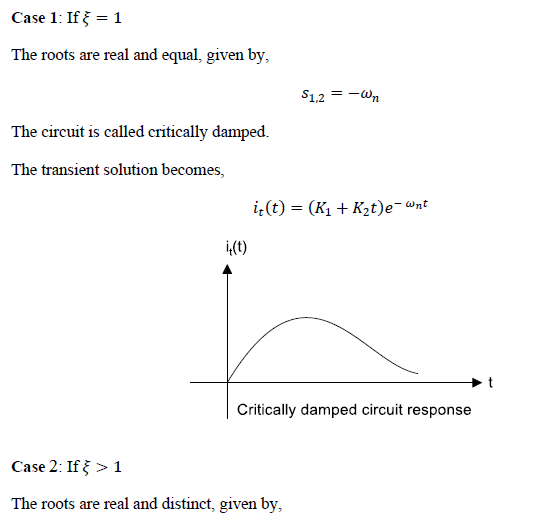 Case 1: If ξ = 1
The roots are real and equal, given by,
s₁,₂ = −ωₙ
The circuit is called critically damped.
The transient solution becomes,
iₜ(t) = (K₁ + K₂t)e^{− ωₙt}
iₜ(t)
t
Critically damped circuit response
Case 2: If ξ > 1
The roots are real and distinct, given by,